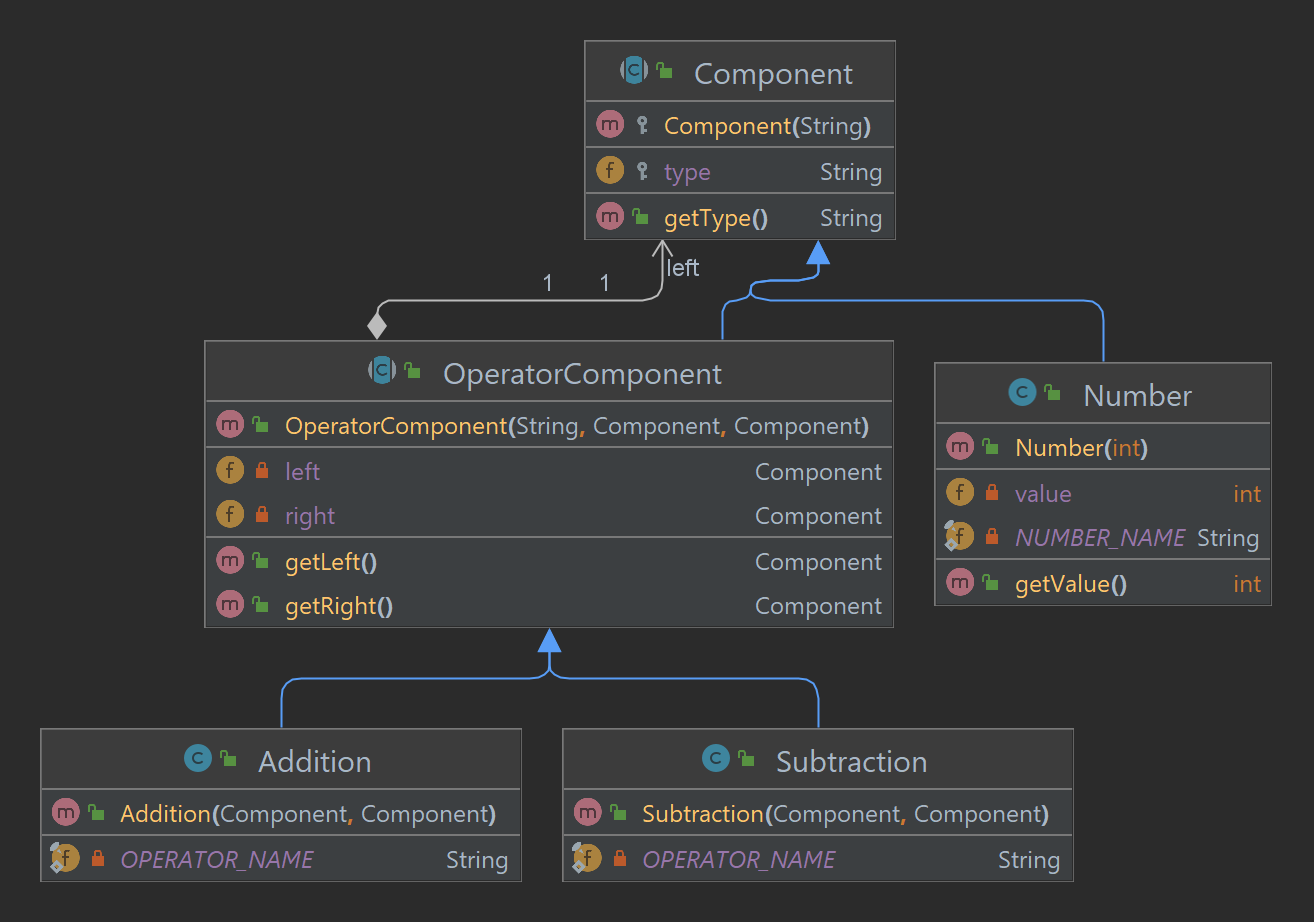 Component
Component(String)
type String
getType() String
left
1 1
OperatorComponent
OperatorComponent(String, Component, Component)
left Component
right Component
getLeft() Component
getRight() Component
Number
Number(int)
value int
NUMBER_NAME String
getValue() int
Addition
Addition(Component, Component)
OPERATOR_NAME String
Subtraction
Subtraction(Component, Component)
OPERATOR_NAME String